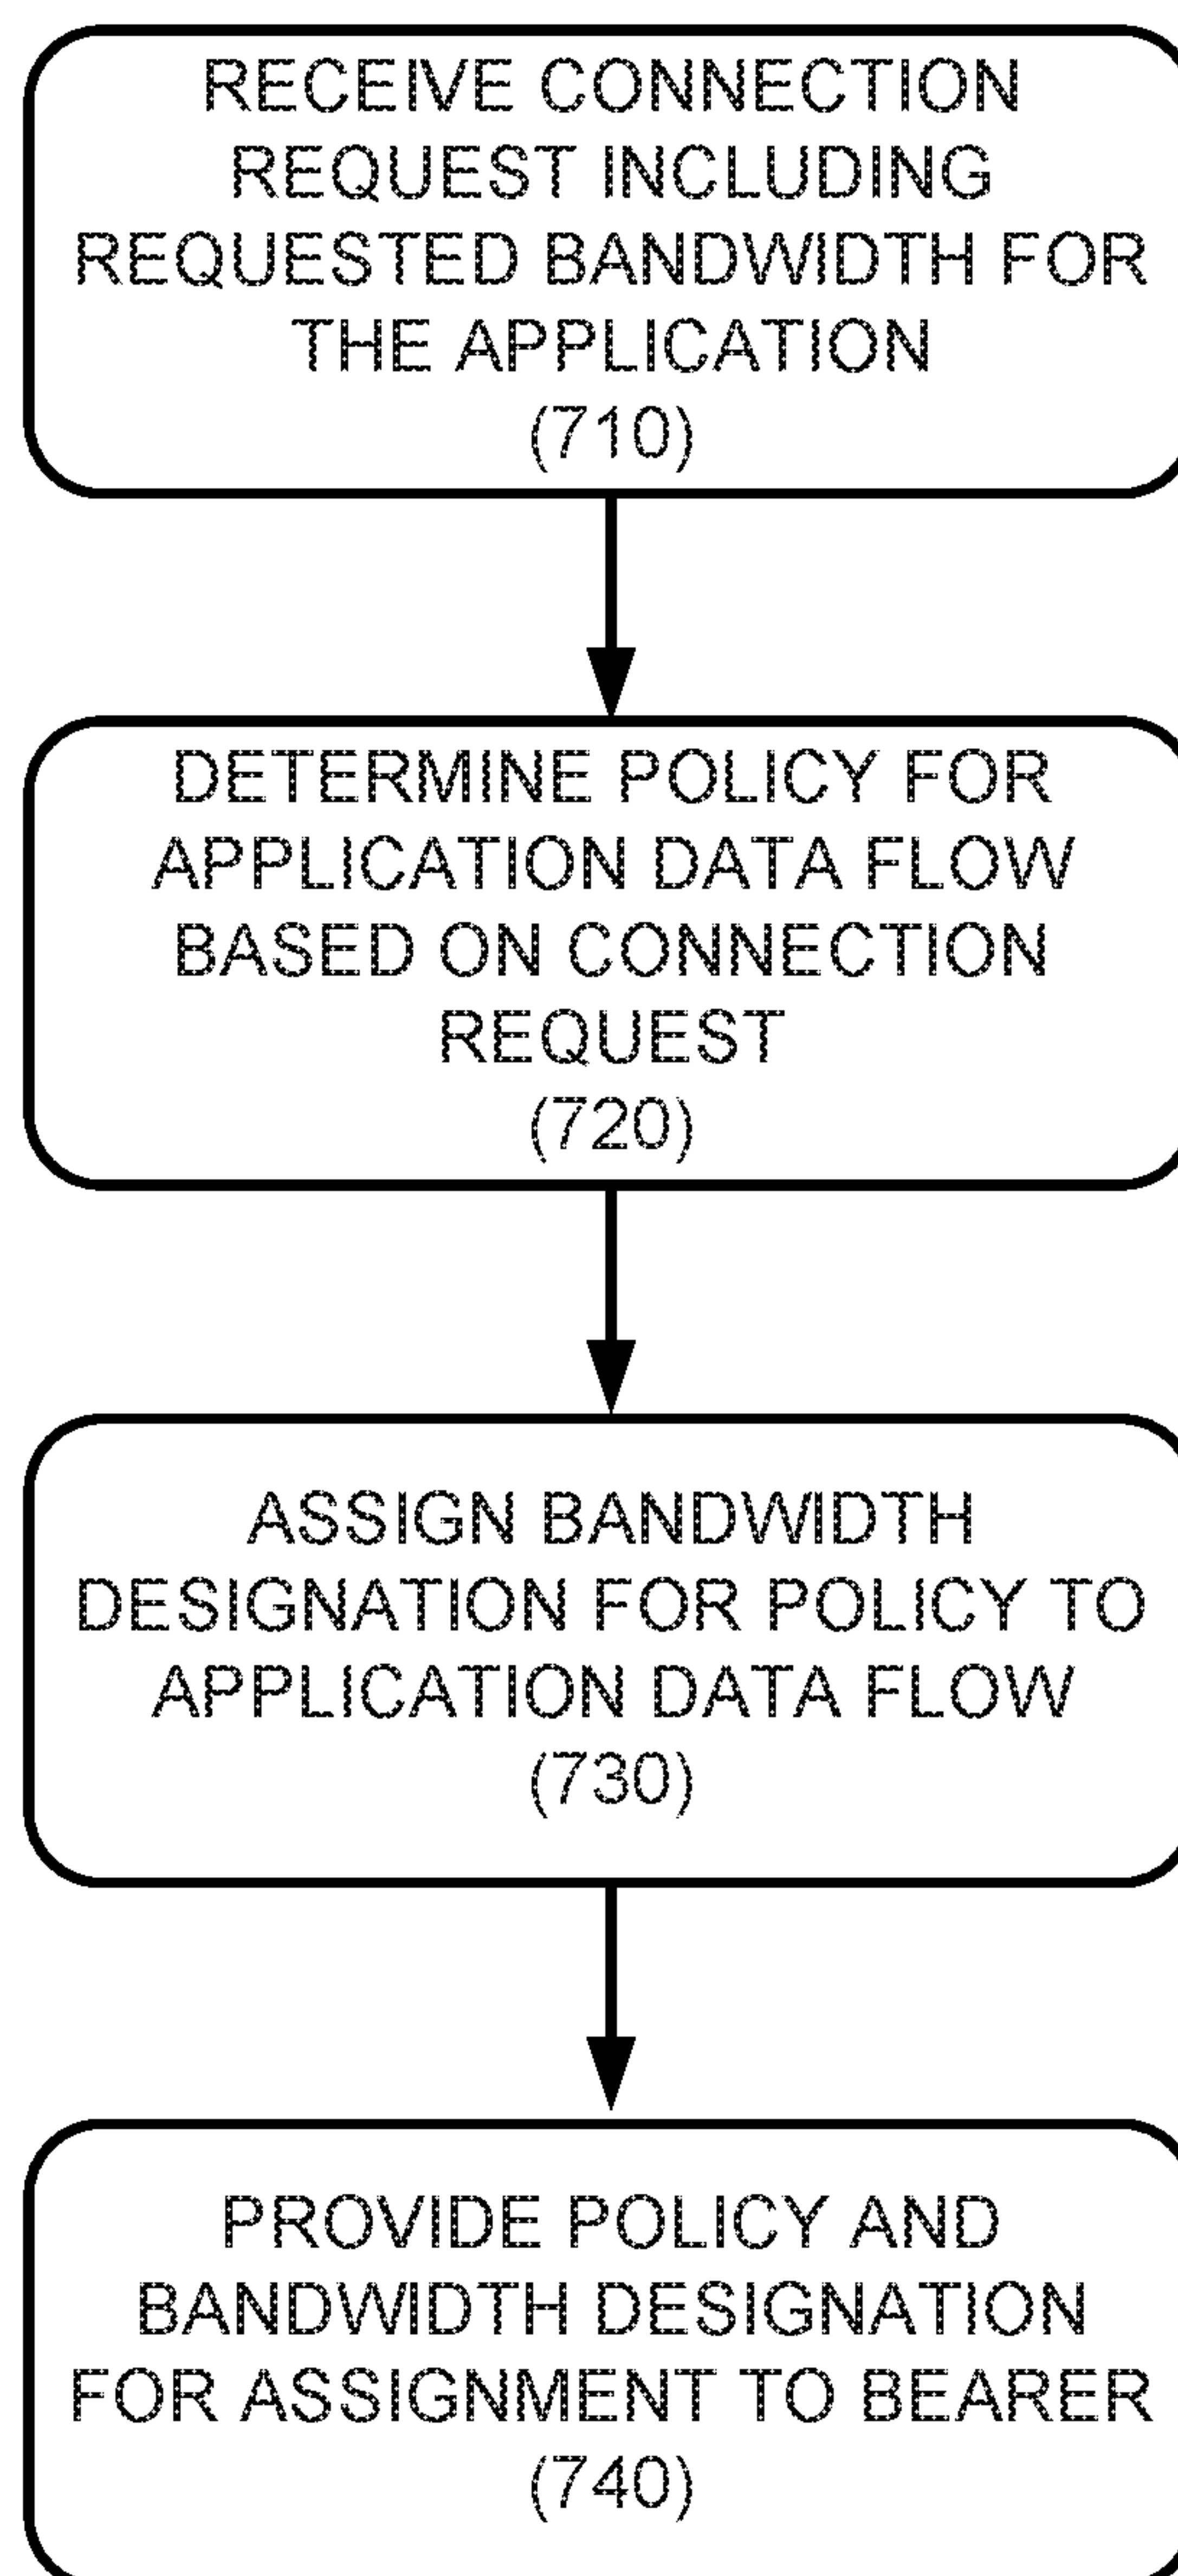 RECEIVE CONNECTION
REQUEST INCLUDING
REQUESTED BANDWIDTH FOR
THE APPLICATION
(710)
DETERMINE POLICY FOR
APPLICATION DATA FLOW
BASED ON CONNECTION
REQUEST
(720)
ASSIGN BANDWIDTH
DESIGNATION FOR POLICY TO
APPLICATION DATA FLOW
(730)
PROVIDE POLICY AND
BANDWIDTH DESIGNATION
FOR ASSIGNMENT TO BEARER
(740)